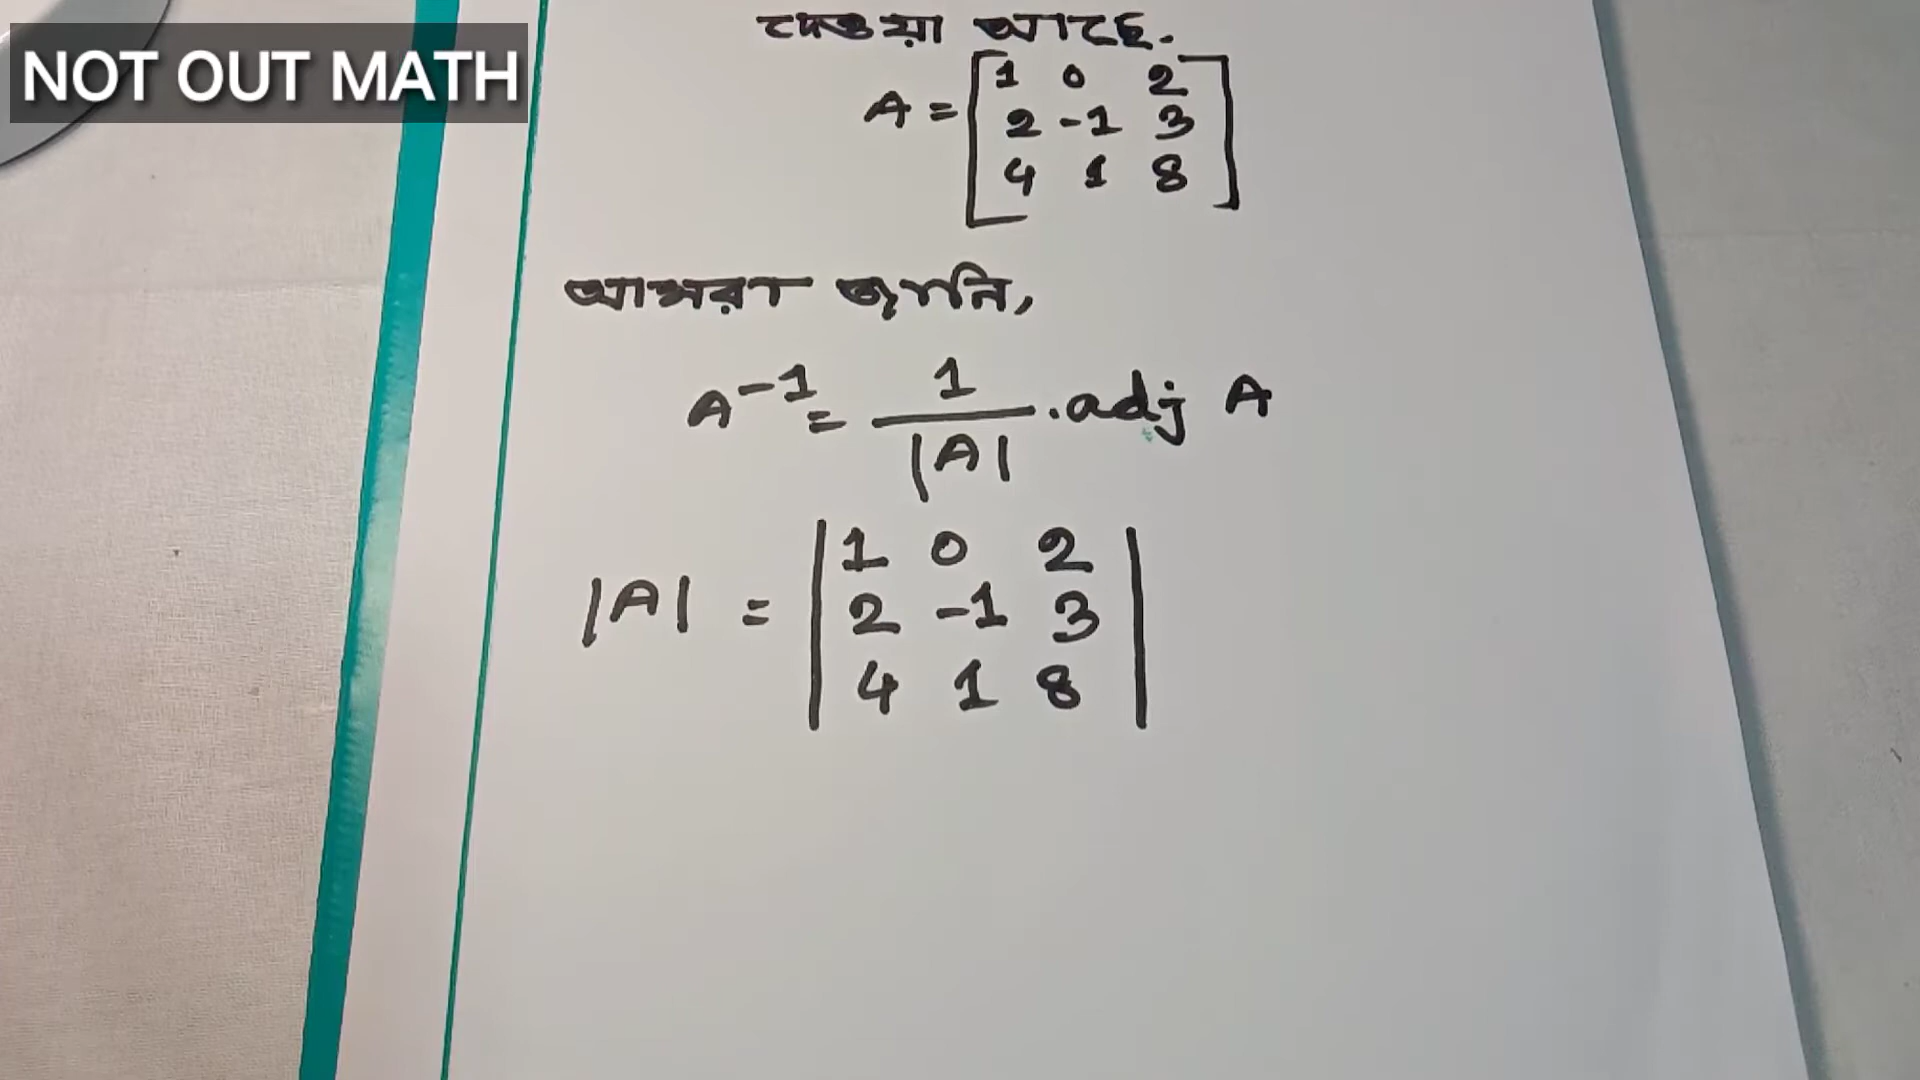 NOT OUT MATH
দেওয়া আছে.
A = [1 0 2
2 -1 3
4 1 8]
আমরা জানি,
A⁻¹ = 1/|A| . adj A
|A| = |1 0 2
2 -1 3
4 1 8|